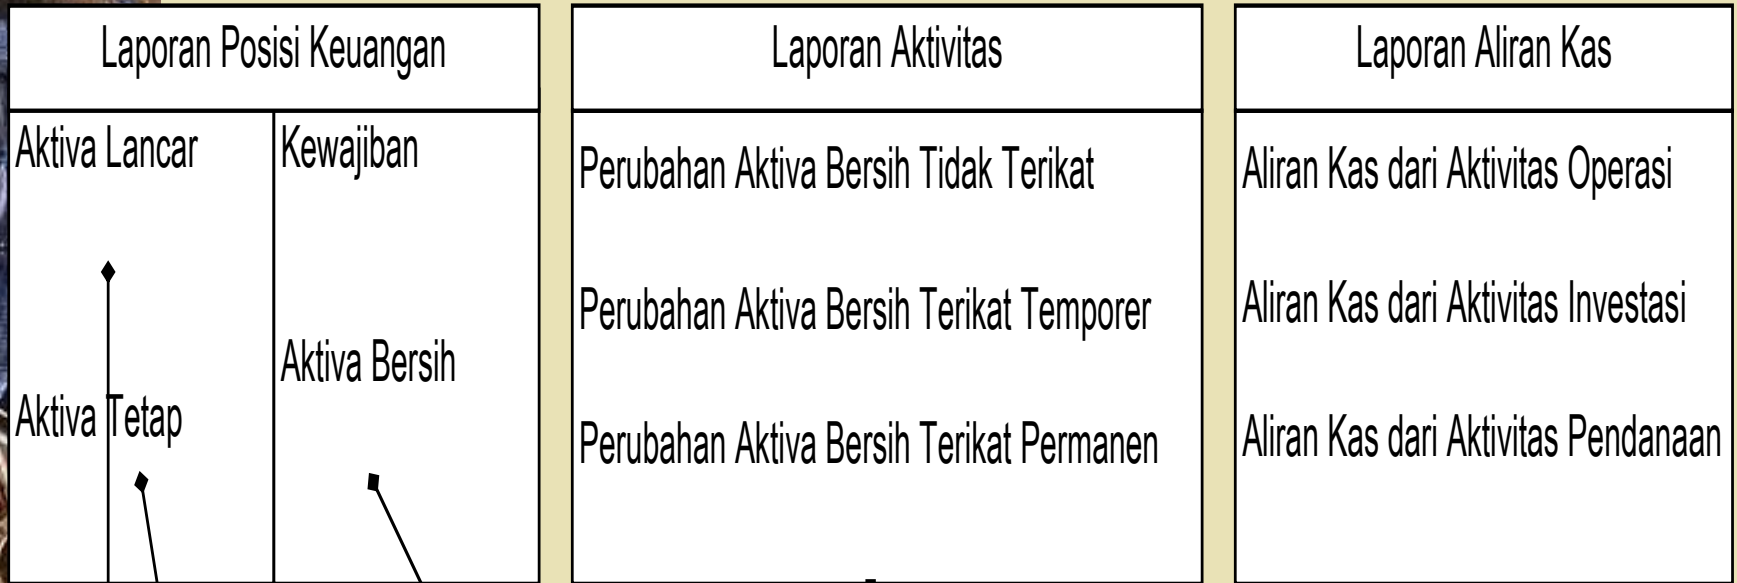 Laporan Posisi Keuangan
Aktiva Lancar
Aktiva Tetap
Kewajiban
Aktiva Bersih
Laporan Aktivitas
Perubahan Aktiva Bersih Tidak Terikat
Perubahan Aktiva Bersih Terikat Temporer
Perubahan Aktiva Bersih Terikat Permanen
Laporan Aliran Kas
Aliran Kas dari Aktivitas Operasi
Aliran Kas dari Aktivitas Investasi
Aliran Kas dari Aktivitas Pendanaan